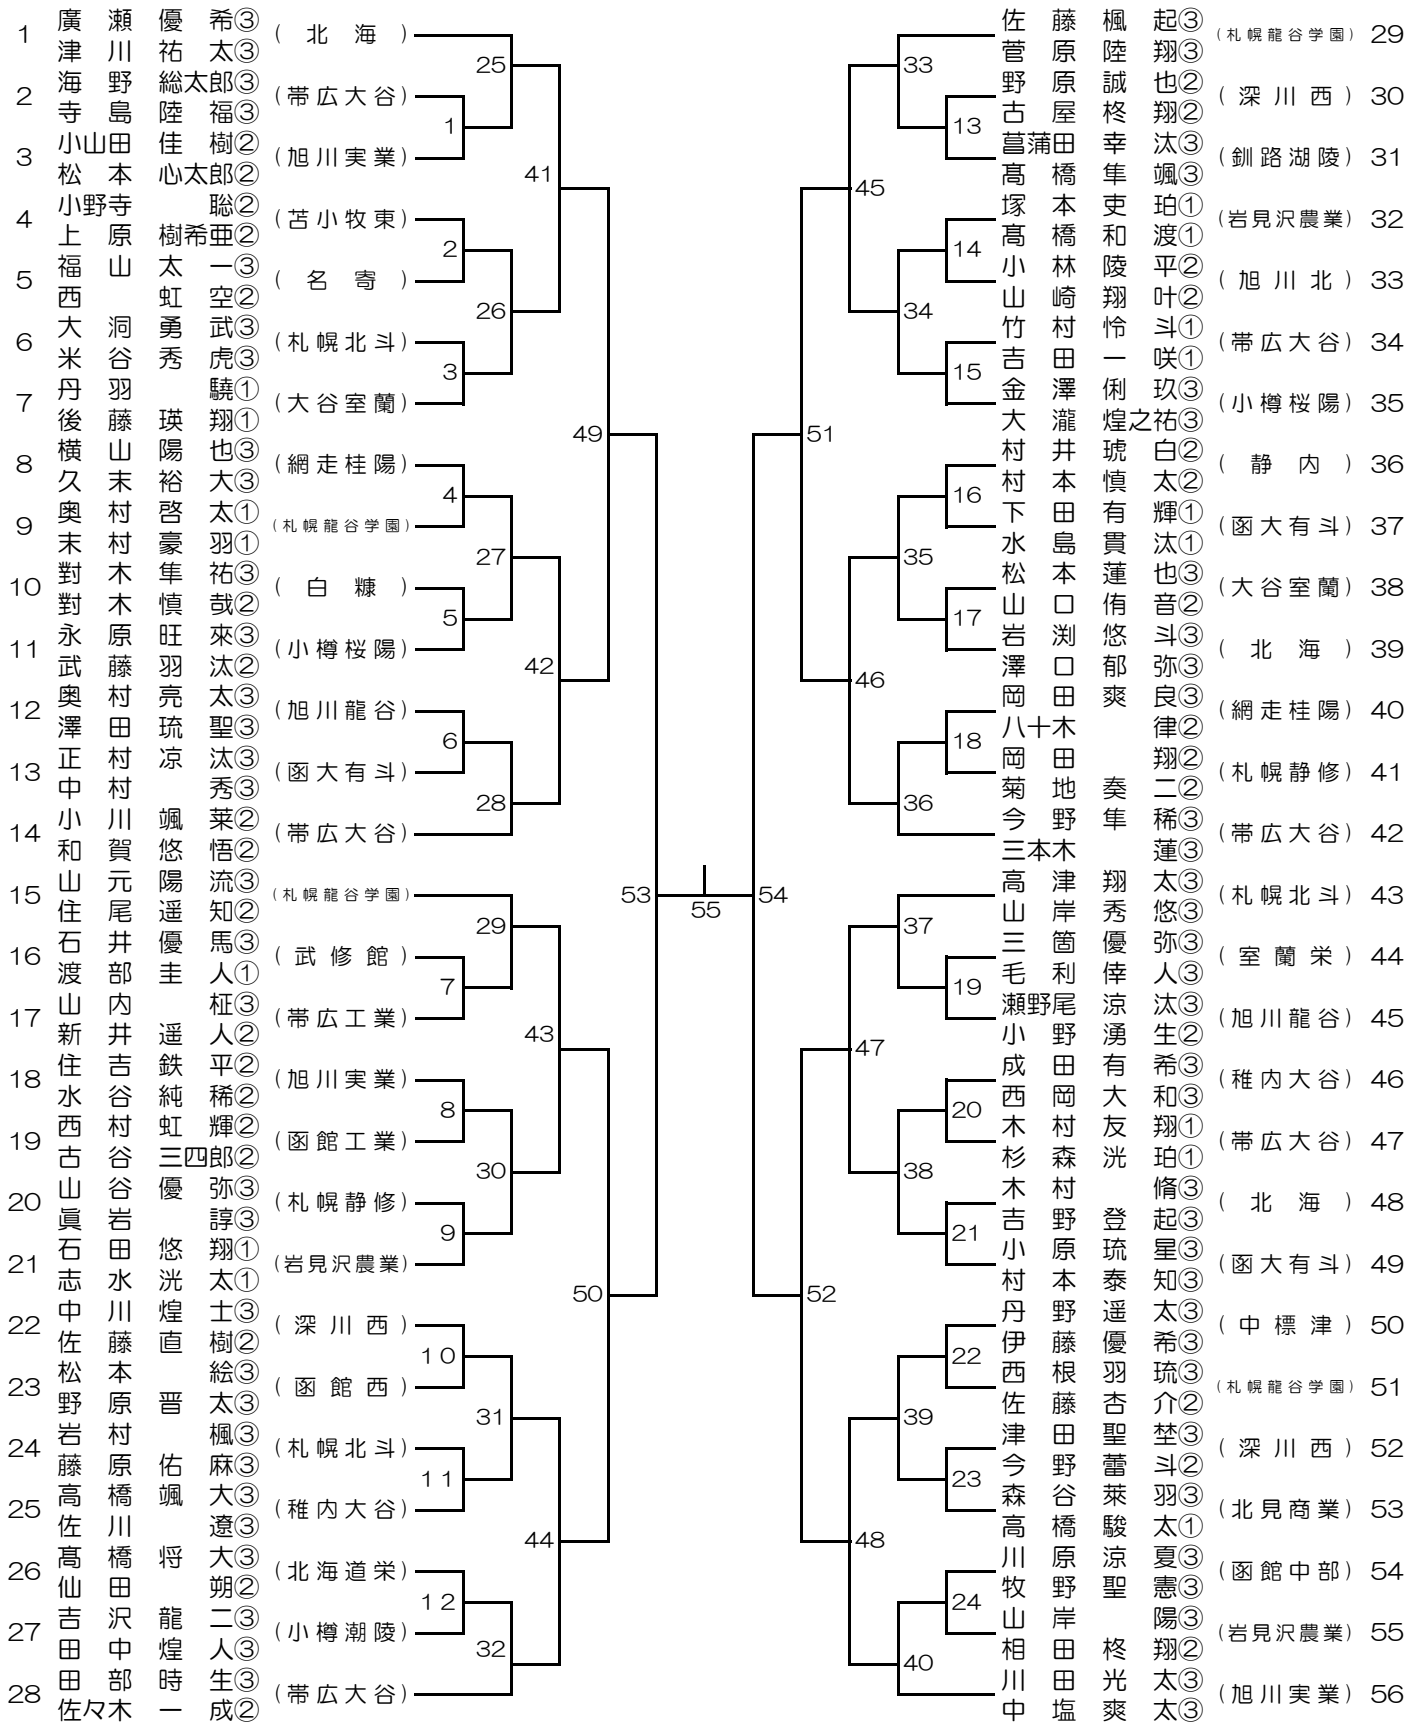 1 廣瀬優希③ 津川祐太③ (北海)
2 海野総太郎③ 寺島陸福③ (帯広大谷)
3 小山田佳樹② 松本心太郎② (旭川実業)
4 小野寺聡② 上原樹希亜② (苫小牧東)
5 福山太一③ 西虹空② (名寄)
6 大洞勇武③ 米谷秀虎③ (札幌北斗)
7 丹羽驍① 後藤瑛翔① (大谷室蘭)
8 横山陽也③ 久末裕大③ (網走桂陽)
9 奥村啓太① 末村豪羽① (札幌龍谷学園)
10 對木隼祐③ 對木慎哉② (白糠)
11 永原旺來③ 武藤羽汰② (小樽桜陽)
12 奥村亮太③ 澤田琉聖③ (旭川龍谷)
13 正村凉汰③ 中村秀③ (函大有斗)
14 小川颯莱② 和賀悠悟② (帯広大谷)
15 山元陽流③ 住尾遥知② (札幌龍谷学園)
16 石井優馬③ 渡部圭人① (武修館)
17 山内柾③ 新井遥人② (帯広工業)
18 住吉鉄平② 水谷純稀② (旭川実業)
19 西村虹輝② 古谷三四郎② (函館工業)
20 山谷優弥③ 眞岩諄③ (札幌静修)
21 石田悠翔① 志水洸太① (岩見沢農業)
22 中川煌士③ 佐藤直樹② (深川西)
23 松本絵③ 野原晋太③ (函館西)
24 岩村楓③ 藤原佑麻③ (札幌北斗)
25 高橋颯大③ 佐川遼③ (稚内大谷)
26 髙橋将大③ 仙田朔② (北海道栄)
27 吉沢龍二③ 田中煌人③ (小樽潮陵)
28 田部時生③ 佐々木一成② (帯広大谷)
25
1
41
2
26
3
49
4
27
5
42
6
28
53
29
7
43
8
30
9
50
10
31
11
44
12
32
55
54
33
13
45
14
34
15
51
16
35
17
46
18
36
37
19
47
20
38
21
52
22
39
23
48
24
40
佐藤楓起③ 菅原陸翔③ (札幌龍谷学園) 29
野原誠也② 古屋柊翔② (深川西) 30
菖蒲田幸汰③ 髙橋隼颯③ (釧路湖陵) 31
塚本吏珀① 髙橋和渡① (岩見沢農業) 32
小林陵平② 山崎翔叶② (旭川北) 33
竹村怜斗① 吉田一咲① (帯広大谷) 34
金澤俐玖③ 大瀧煌之祐③ (小樽桜陽) 35
村井琥白② 村本慎太② (静内) 36
下田有輝① 水島貫汰① (函大有斗) 37
松本蓮也③ 山口侑音② (大谷室蘭) 38
岩渕悠斗③ 澤口郁弥③ (北海) 39
岡田爽良③ 八十木律② (網走桂陽) 40
岡田翔② 菊地奏二② (札幌静修) 41
今野隼稀③ 三本木蓮③ (帯広大谷) 42
高津翔太③ 山岸秀悠③ (札幌北斗) 43
三箇優弥③ 毛利倖人③ (室蘭栄) 44
瀬野尾涼汰③ 小野湧生② (旭川龍谷) 45
成田有希③ 西岡大和③ (稚内大谷) 46
木村友翔① 杉森洸珀① (帯広大谷) 47
木村脩③ 吉野登起③ (北海) 48
小原琉星③ 村本泰知③ (函大有斗) 49
丹野遥太③ 伊藤優希③ (中標津) 50
西根羽琉③ 佐藤杏介② (札幌龍谷学園) 51
津田聖埜③ 今野蕾斗② (深川西) 52
森谷萊羽③ 高橋駿太① (北見商業) 53
川原涼夏③ 牧野聖憲③ (函館中部) 54
山岸陽③ 相田柊翔② (岩見沢農業) 55
川田光太③ 中塩爽太③ (旭川実業) 56